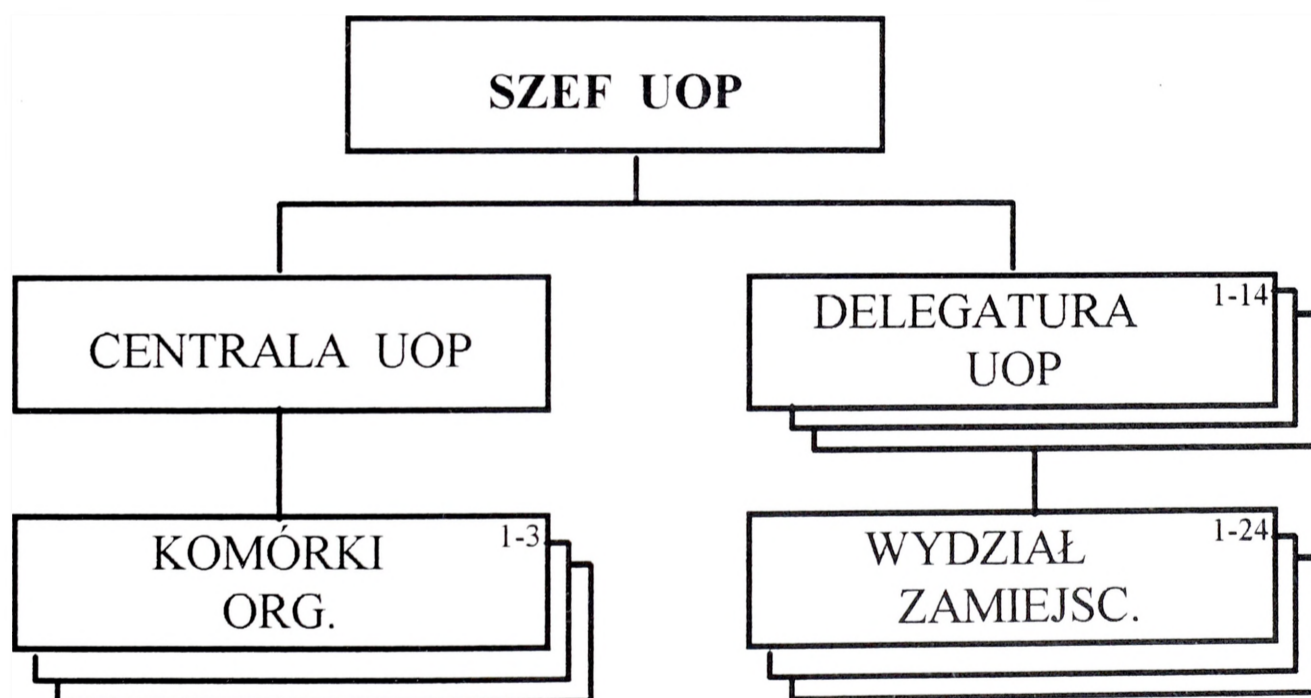 SZEF UOP
CENTRALA UOP
DELEGATURA 1-14
UOP
KOMÓRKI 1-3
ORG.
WYDZIAŁ 1-24
ZAMIEJSC.